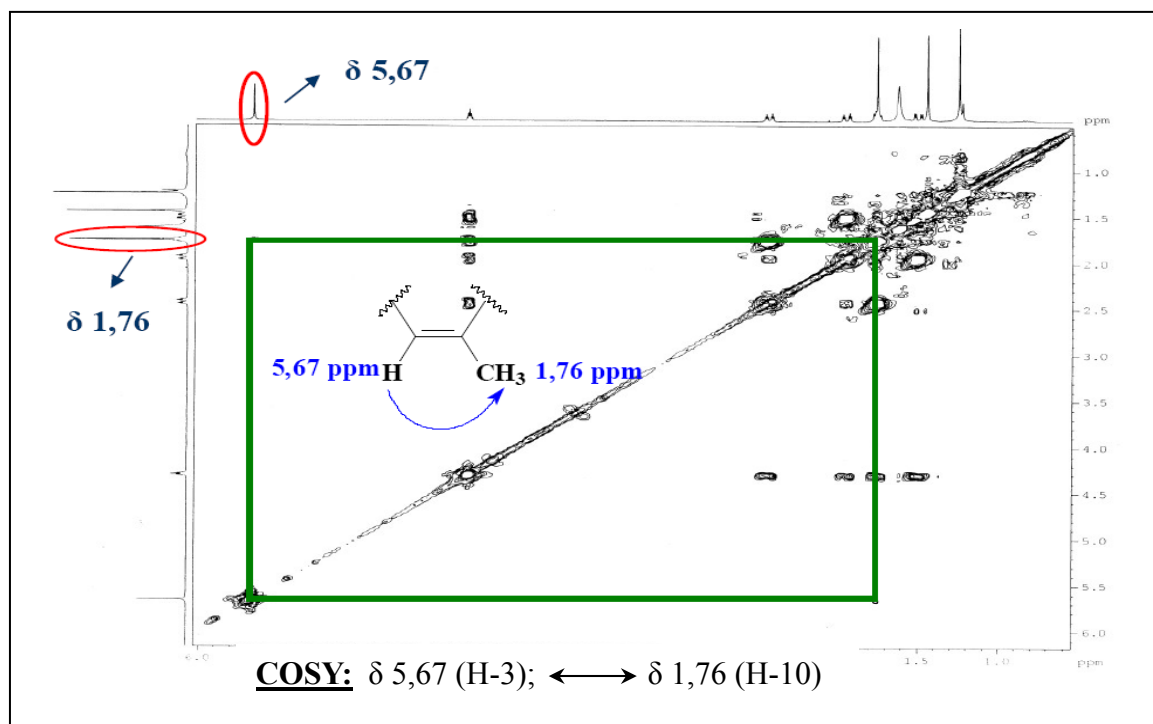 δ 5,67
ppm
1.0
1.5
2.0
δ 1,76
2.5
3.0
5,67 ppm H
CH3 1,76 ppm
3.5
4.0
4.5
5.0
5.5
6.0
6.0
1.5
1.0
ppm
COSY: δ 5,67 (H-3); ⟷ δ 1,76 (H-10)